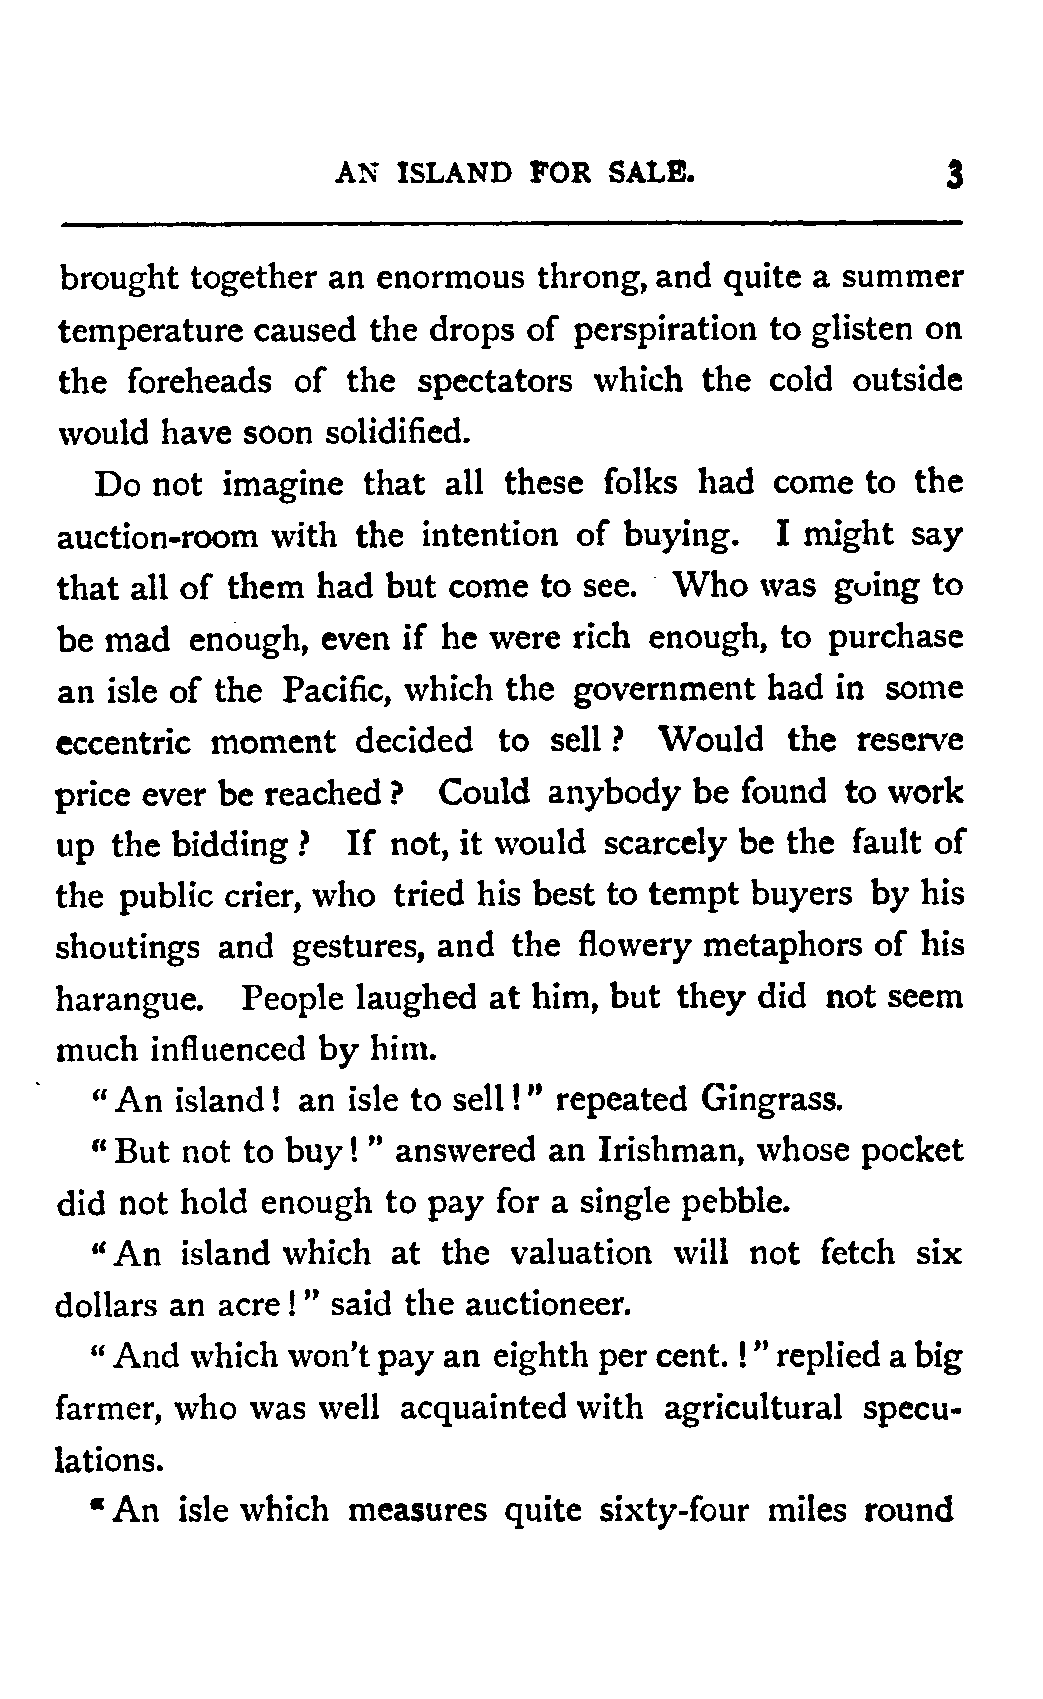 AN ISLAND FOR SALE. 3
brought together an enormous throng, and quite a summer
temperature caused the drops of perspiration to glisten on
the foreheads of the spectators which the cold outside
would have soon solidified.
Do not imagine that all these folks had come to the
auction-room with the intention of buying. I might say
that all of them had but come to see. Who was going to
be mad enough, even if he were rich enough, to purchase
an isle of the Pacific, which the government had in some
eccentric moment decided to sell ? Would the reserve
price ever be reached ? Could anybody be found to work
up the bidding ? If not, it would scarcely be the fault of
the public crier, who tried his best to tempt buyers by his
shoutings and gestures, and the flowery metaphors of his
harangue. People laughed at him, but they did not seem
much influenced by him.
“ An island ! an isle to sell ! ” repeated Gingrass.
“ But not to buy ! ” answered an Irishman, whose pocket
did not hold enough to pay for a single pebble.
“ An island which at the valuation will not fetch six
dollars an acre ! ” said the auctioneer.
“ And which won’t pay an eighth per cent. ! ” replied a big
farmer, who was well acquainted with agricultural specu-
lations.
“ An isle which measures quite sixty-four miles round